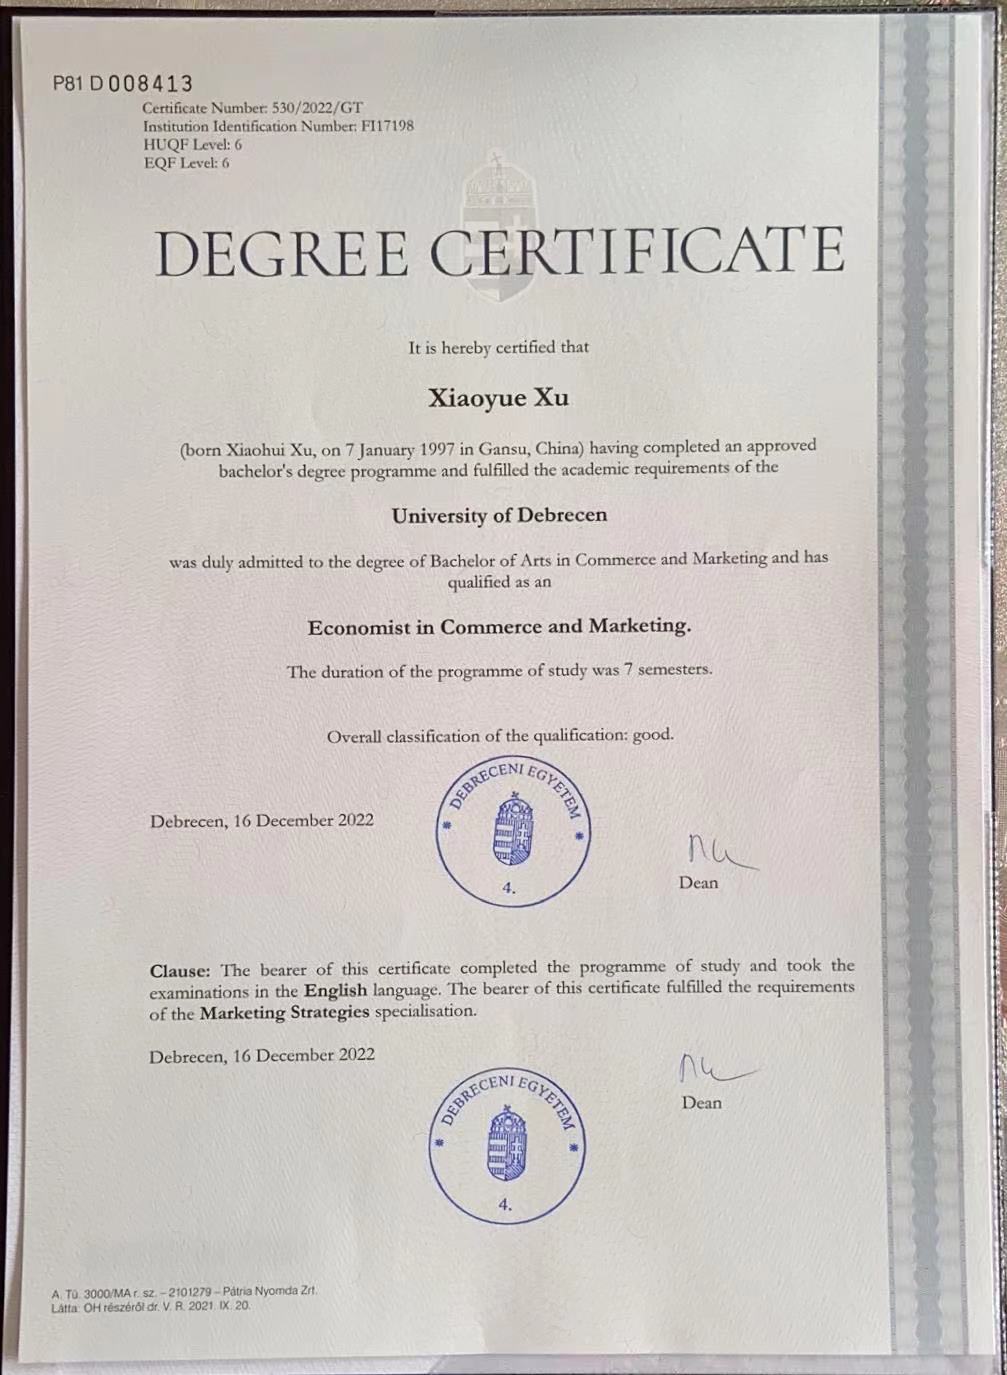 P81 D 008413
Certificate Number: 530/2022/GT
Institution Identification Number: FI17198
HUQF Level: 6
EQF Level: 6
DEGREE CERTIFICATE
It is hereby certified that
Xiaoyue Xu
(born Xiaohui Xu, on 7 January 1997 in Gansu, China) having completed an approved
bachelor's degree programme and fulfilled the academic requirements of the
University of Debrecen
was duly admitted to the degree of Bachelor of Arts in Commerce and Marketing and has
qualified as an
Economist in Commerce and Marketing.
The duration of the programme of study was 7 semesters.
Overall classification of the qualification: good.
DEBRECENI EGYETEM
4.
Debrecen, 16 December 2022
Dean
Clause: The bearer of this certificate completed the programme of study and took the
examinations in the English language. The bearer of this certificate fulfilled the requirements
of the Marketing Strategies specialisation.
Debrecen, 16 December 2022
Dean
DEBRECENI EGYETEM
4.
A. Tü. 3000/MA r. sz. – 2101279 – Pátria Nyomda Zrt.
Látta: OH részéről dr. V. R. 2021. IX. 20.